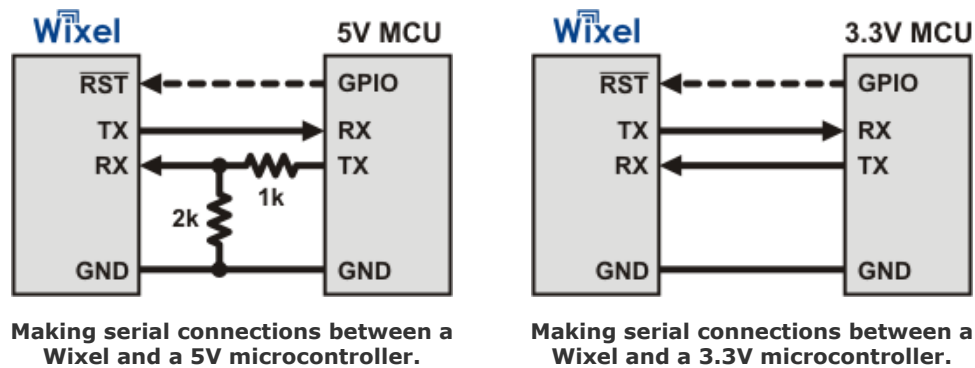 Wixel 5V MCU
RST GPIO
TX RX
RX TX
1k
2k
GND GND
Making serial connections between a
Wixel and a 5V microcontroller.
Wixel 3.3V MCU
RST GPIO
TX RX
RX TX
GND GND
Making serial connections between a
Wixel and a 3.3V microcontroller.